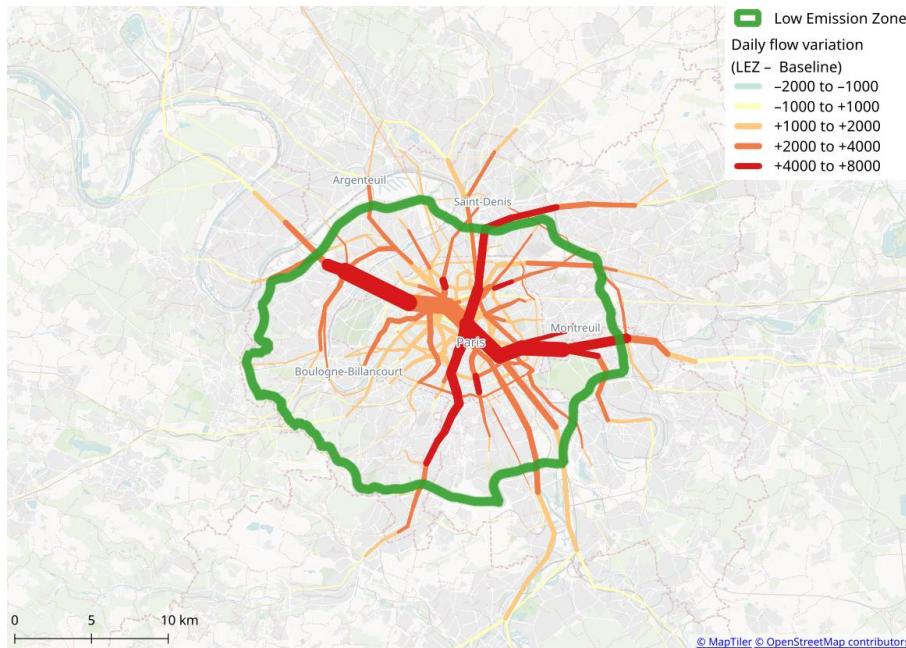 Low Emission Zone
Daily flow variation
(LEZ – Baseline)
–2000 to –1000
–1000 to +1000
+1000 to +2000
+2000 to +4000
+4000 to +8000
Argenteuil
Saint-Denis
Montreuil
Paris
Boulogne-Billancourt
0 5 10 km
© MapTiler © OpenStreetMap contributors